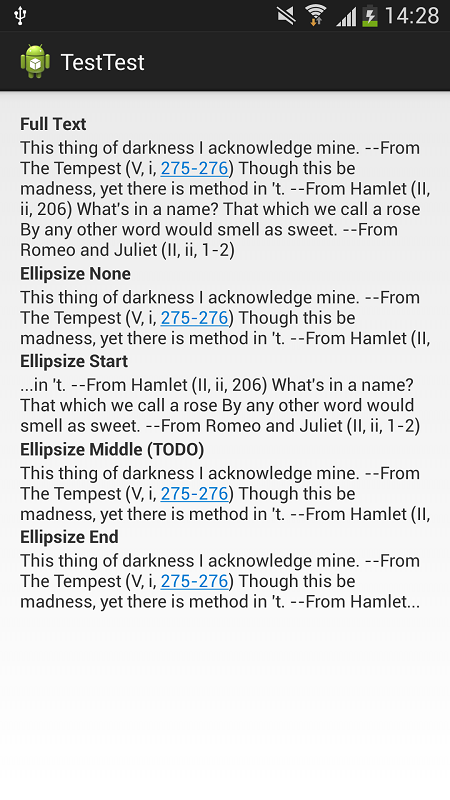 14:28
TestTest
Full Text
This thing of darkness I acknowledge mine. --From
The Tempest (V, i, 275-276) Though this be
madness, yet there is method in 't. --From Hamlet (II,
ii, 206) What's in a name? That which we call a rose
By any other word would smell as sweet. --From
Romeo and Juliet (II, ii, 1-2)
Ellipsize None
This thing of darkness I acknowledge mine. --From
The Tempest (V, i, 275-276) Though this be
madness, yet there is method in 't. --From Hamlet (II,
Ellipsize Start
...in 't. --From Hamlet (II, ii, 206) What's in a name?
That which we call a rose By any other word would
smell as sweet. --From Romeo and Juliet (II, ii, 1-2)
Ellipsize Middle (TODO)
This thing of darkness I acknowledge mine. --From
The Tempest (V, i, 275-276) Though this be
madness, yet there is method in 't. --From Hamlet (II,
Ellipsize End
This thing of darkness I acknowledge mine. --From
The Tempest (V, i, 275-276) Though this be
madness, yet there is method in 't. --From Hamlet...